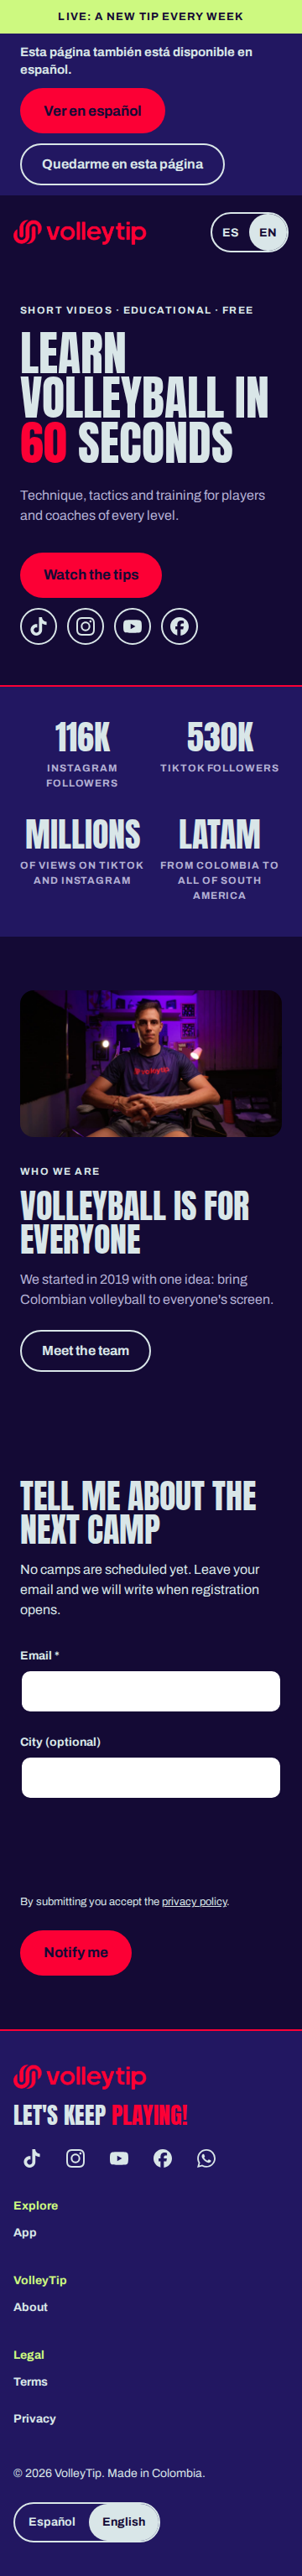 LIVE: A NEW TIP EVERY WEEK
Esta página también está disponible en
español.
Ver en español
Quedarme en esta página
volleytip
ES EN
SHORT VIDEOS · EDUCATIONAL · FREE
LEARN
VOLLEYBALL IN
60 SECONDS
Technique, tactics and training for players
and coaches of every level.
Watch the tips
116K
INSTAGRAM
FOLLOWERS
530K
TIKTOK FOLLOWERS
MILLIONS
OF VIEWS ON TIKTOK
AND INSTAGRAM
LATAM
FROM COLOMBIA TO
ALL OF SOUTH
AMERICA
volleytip
WHO WE ARE
VOLLEYBALL IS FOR
EVERYONE
We started in 2019 with one idea: bring
Colombian volleyball to everyone's screen.
Meet the team
TELL ME ABOUT THE
NEXT CAMP
No camps are scheduled yet. Leave your
email and we will write when registration
opens.
Email *
City (optional)
By submitting you accept the privacy policy.
Notify me
volleytip
LET'S KEEP PLAYING!
Explore
App
VolleyTip
About
Legal
Terms
Privacy
© 2026 VolleyTip. Made in Colombia.
Español English